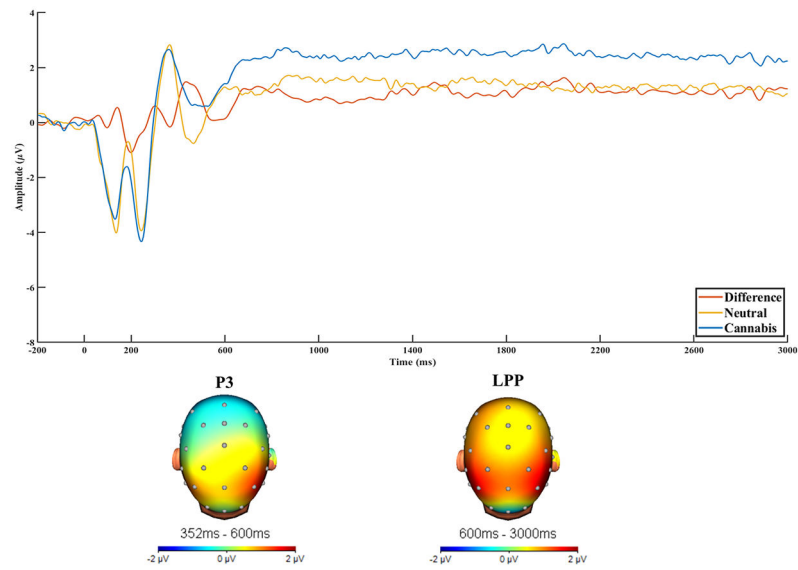 4
2
0
-2
-4
-6
-8
Amplitude (µV)
Difference
Neutral
Cannabis
-200 0 200 600 1000 1400 1800 2200 2600 3000
Time (ms)
P3 LPP
352ms - 600ms 600ms - 3000ms
-2 µV 0 µV 2 µV -2 µV 0 µV 2 µV